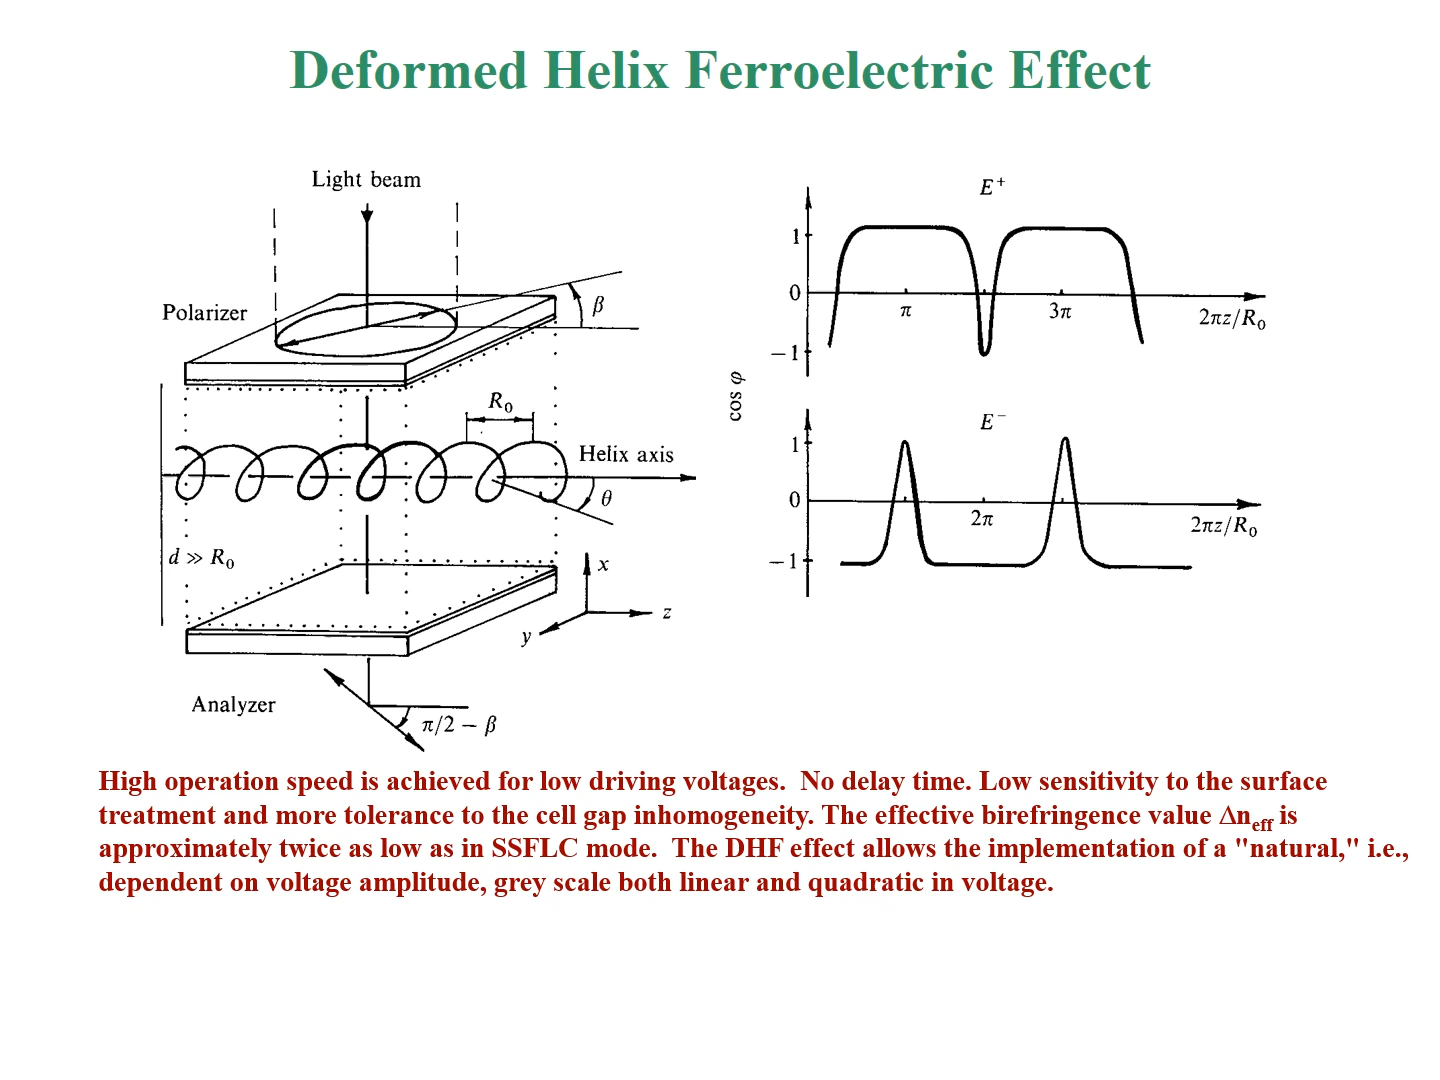 Deformed Helix Ferroelectric Effect
Light beam
Polarizer
β
R₀
Helix axis
θ
d ≫ R₀
x
z
y
Analyzer
π/2 − β
E⁺
1
0
−1
π
3π
2πz/R₀
cos φ
E⁻
1
0
−1
2π
2πz/R₀
High operation speed is achieved for low driving voltages.  No delay time. Low sensitivity to the surface
treatment and more tolerance to the cell gap inhomogeneity. The effective birefringence value Δneff is
approximately twice as low as in SSFLC mode.  The DHF effect allows the implementation of a "natural," i.e.,
dependent on voltage amplitude, grey scale both linear and quadratic in voltage.